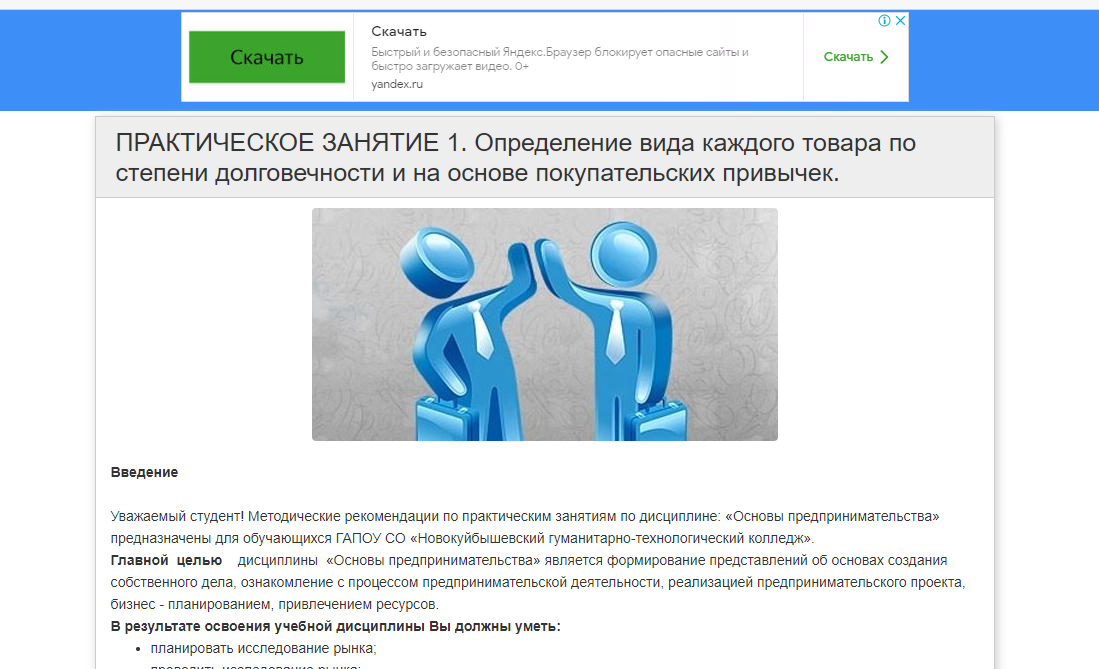 Скачать
Скачать
Быстрый и безопасный Яндекс.Браузер блокирует опасные сайты и
быстро загружает видео. 0+
yandex.ru
Скачать
ПРАКТИЧЕСКОЕ ЗАНЯТИЕ 1. Определение вида каждого товара по
степени долговечности и на основе покупательских привычек.
Введение
Уважаемый студент! Методические рекомендации по практическим занятиям по дисциплине: «Основы предпринимательства»
предназначены для обучающихся ГАПОУ СО «Новокуйбышевский гуманитарно-технологический колледж».
Главной целью дисциплины «Основы предпринимательства» является формирование представлений об основах создания
собственного дела, ознакомление с процессом предпринимательской деятельности, реализацией предпринимательского проекта,
бизнес - планированием, привлечением ресурсов.
В результате освоения учебной дисциплины Вы должны уметь:
• планировать исследование рынка;
• проводить исследование рынка;